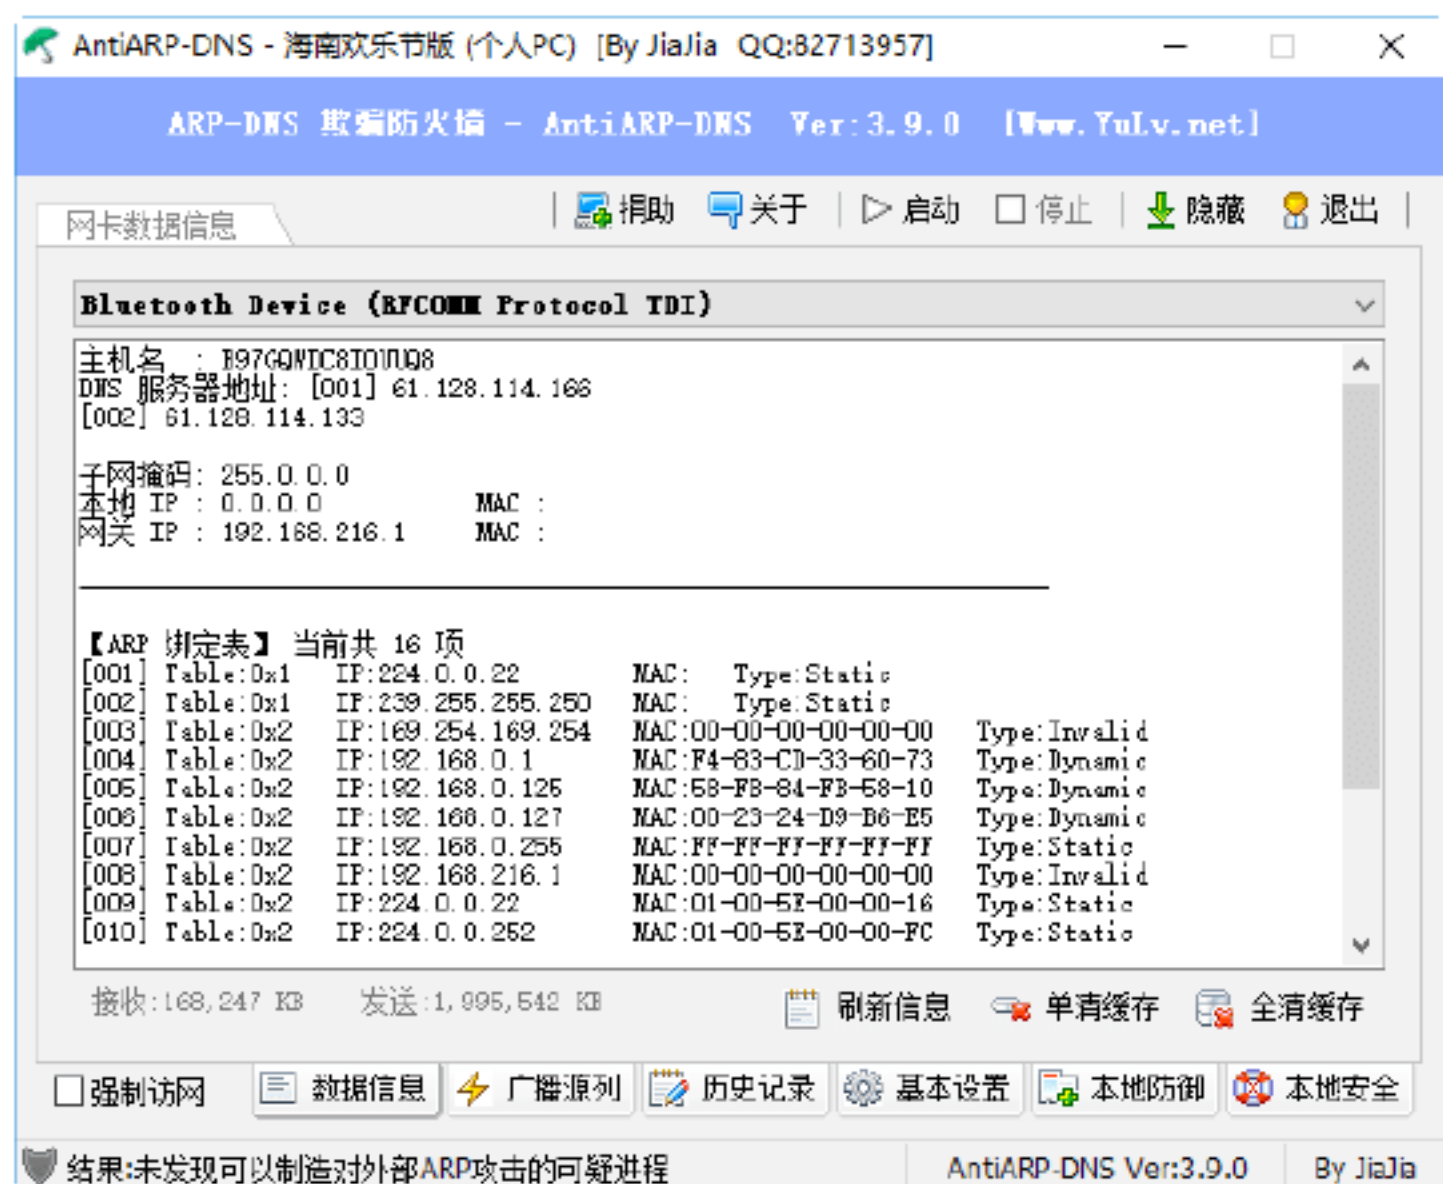 AntiARP-DNS - 海南欢乐节版 (个人PC) [By JiaJia QQ:82713957]
ARP-DNS 欺骗防火墙 - AntiARP-DNS Ver:3.9.0 [Www.YuLv.net]
网卡数据信息 捐助 关于 启动 停止 隐藏 退出
Bluetooth Device (RFCOMM Protocol TDI)
主机名 :
DNS 服务器地址: [001] 61.128.114.166
[002] 61.128.114.133
子网掩码: 255.0.0.0
本地 IP : 0.0.0.0 MAC :
网关 IP : 192.168.216.1 MAC :
【ARP 绑定表】 当前共 16 项
[001] Table:0x1 IP:224.0.0.22 MAC: Type:Static
[002] Table:0x1 IP:239.255.255.250 MAC: Type:Static
[003] Table:0x2 IP:169.254.169.254 MAC:00-00-00-00-00-00 Type:Invalid
[004] Table:0x2 IP:192.168.0.1 MAC:F4-83-CD-33-60-73 Type:Dynamic
[005] Table:0x2 IP:192.168.0.125 MAC:58-FB-84-FB-58-10 Type:Dynamic
[006] Table:0x2 IP:192.168.0.127 MAC:00-23-24-D9-B6-E5 Type:Dynamic
[007] Table:0x2 IP:192.168.0.255 MAC:FF-FF-FF-FF-FF-FF Type:Static
[008] Table:0x2 IP:192.168.216.1 MAC:00-00-00-00-00-00 Type:Invalid
[009] Table:0x2 IP:224.0.0.22 MAC:01-00-5E-00-00-16 Type:Static
[010] Table:0x2 IP:224.0.0.252 MAC:01-00-5E-00-00-FC Type:Static
接收:168,247 KB 发送:1,995,542 KB 刷新信息 单清缓存 全清缓存
强制访网 数据信息 广播源列 历史记录 基本设置 本地防御 本地安全
结果:未发现可以制造对外部ARP攻击的可疑进程 AntiARP-DNS Ver:3.9.0 By JiaJia